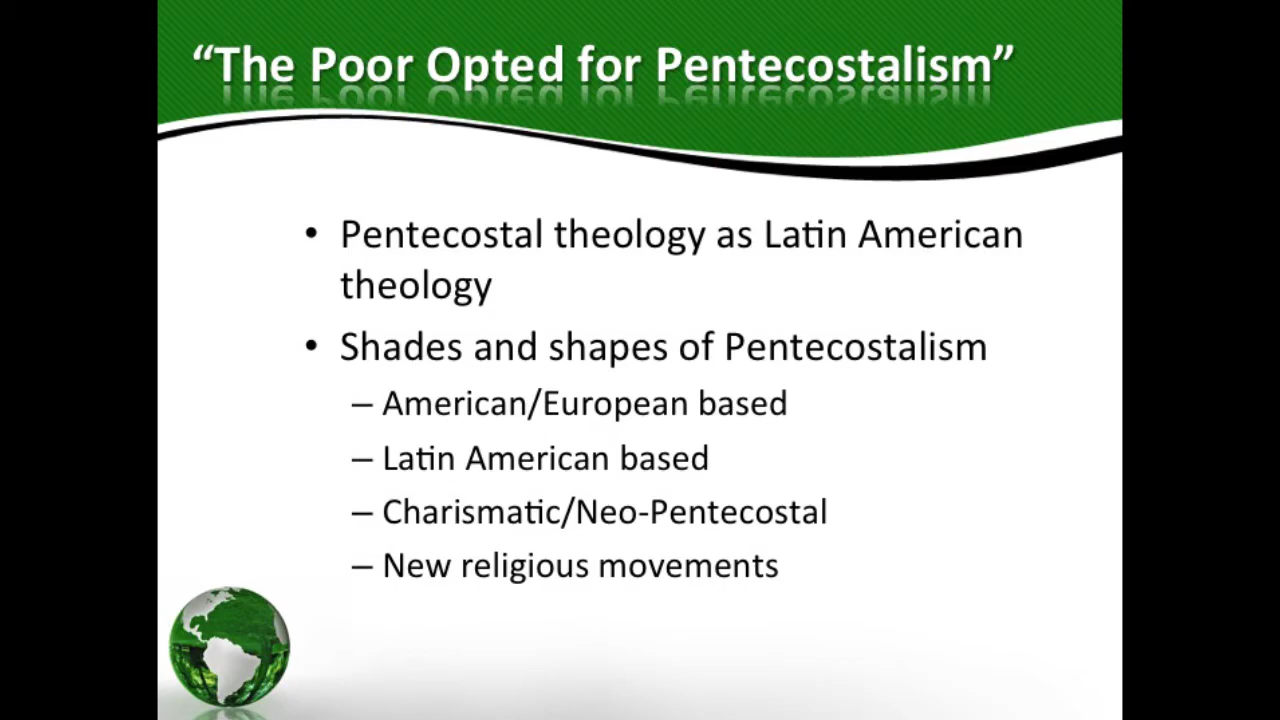 “The Poor Opted for Pentecostalism”
• Pentecostal theology as Latin American
theology
• Shades and shapes of Pentecostalism
– American/European based
– Latin American based
– Charismatic/Neo-Pentecostal
– New religious movements